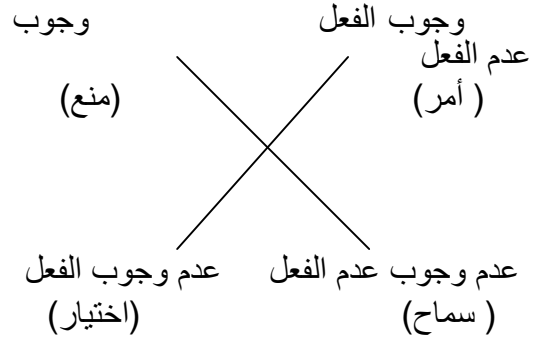 وجوب الفعل وجوب
عدم الفعل
( أمر) (منع)
عدم وجوب عدم الفعل عدم وجوب الفعل
( سماح) (اختيار)